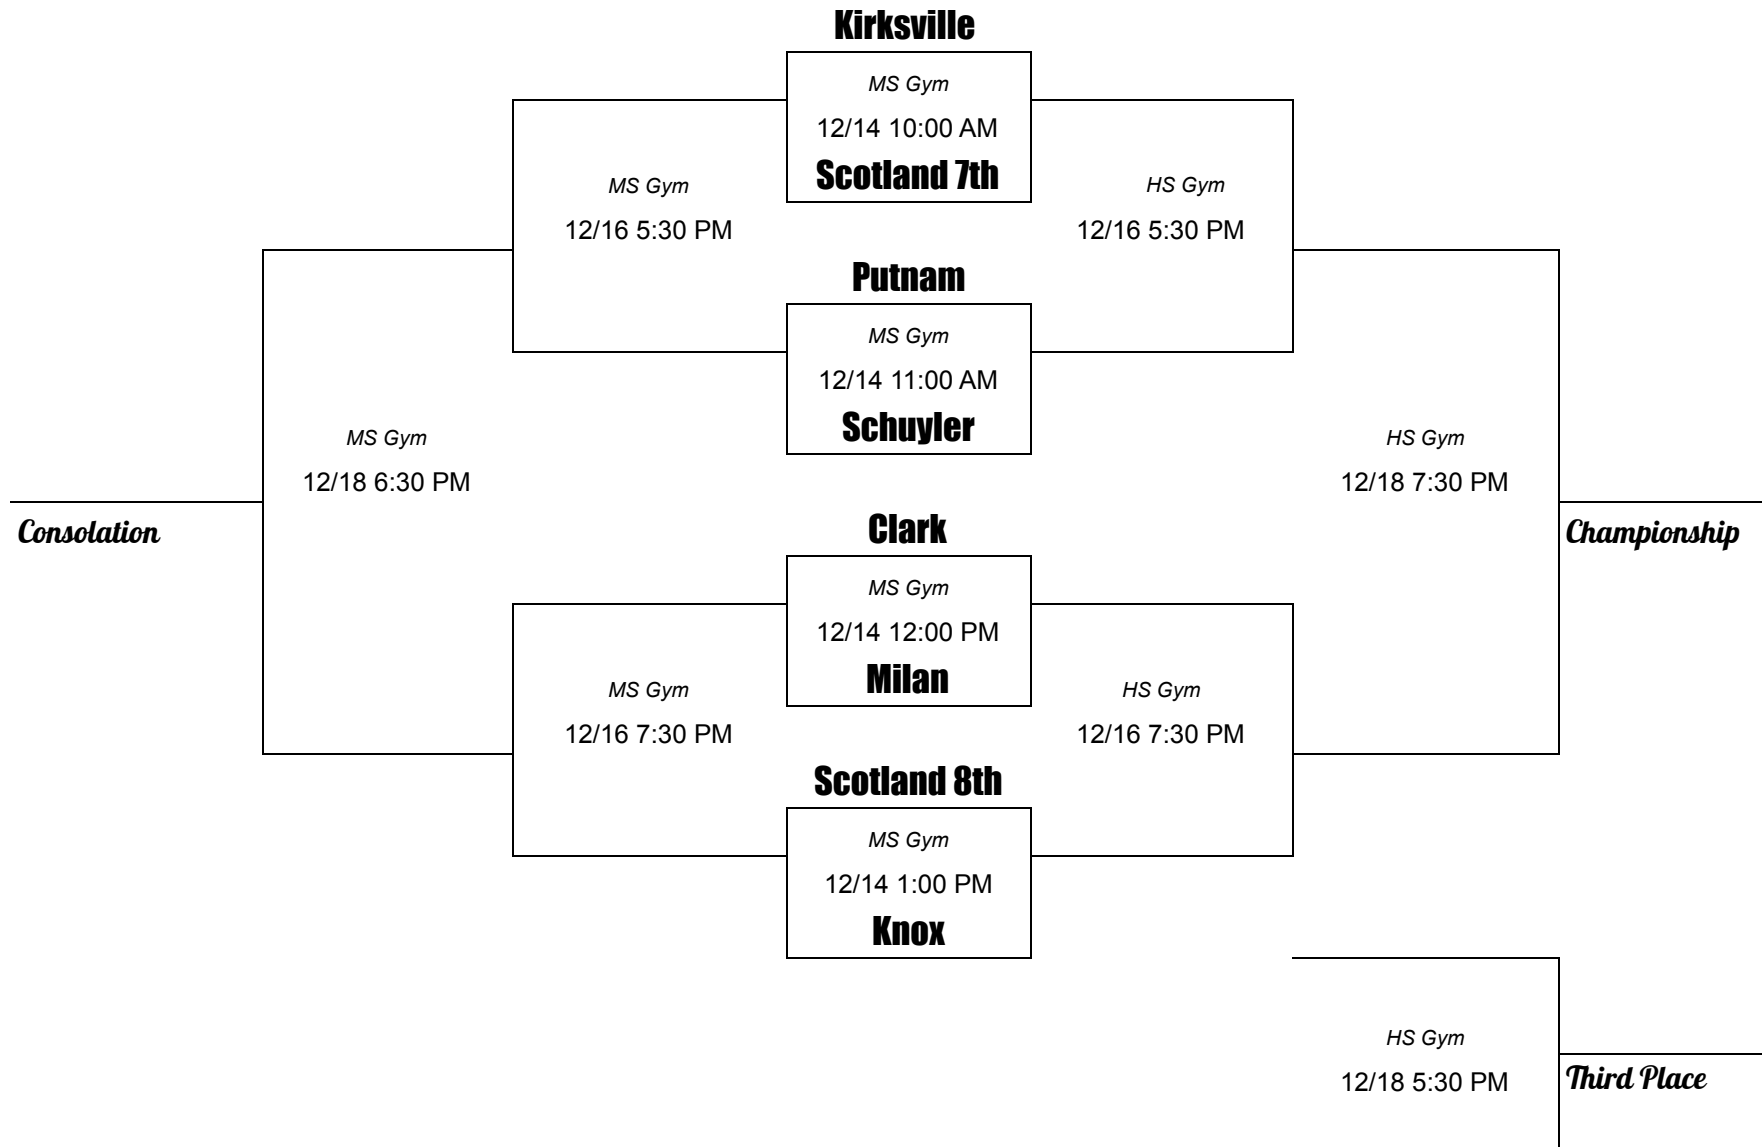 Kirksville
MS Gym
12/14 10:00 AM
Scotland 7th
MS Gym
12/16 5:30 PM
HS Gym
12/16 5:30 PM
Putnam
MS Gym
12/14 11:00 AM
Schuyler
MS Gym
12/18 6:30 PM
HS Gym
12/18 7:30 PM
Consolation
Championship
Clark
MS Gym
12/14 12:00 PM
Milan
MS Gym
12/16 7:30 PM
HS Gym
12/16 7:30 PM
Scotland 8th
MS Gym
12/14 1:00 PM
Knox
HS Gym
12/18 5:30 PM
Third Place